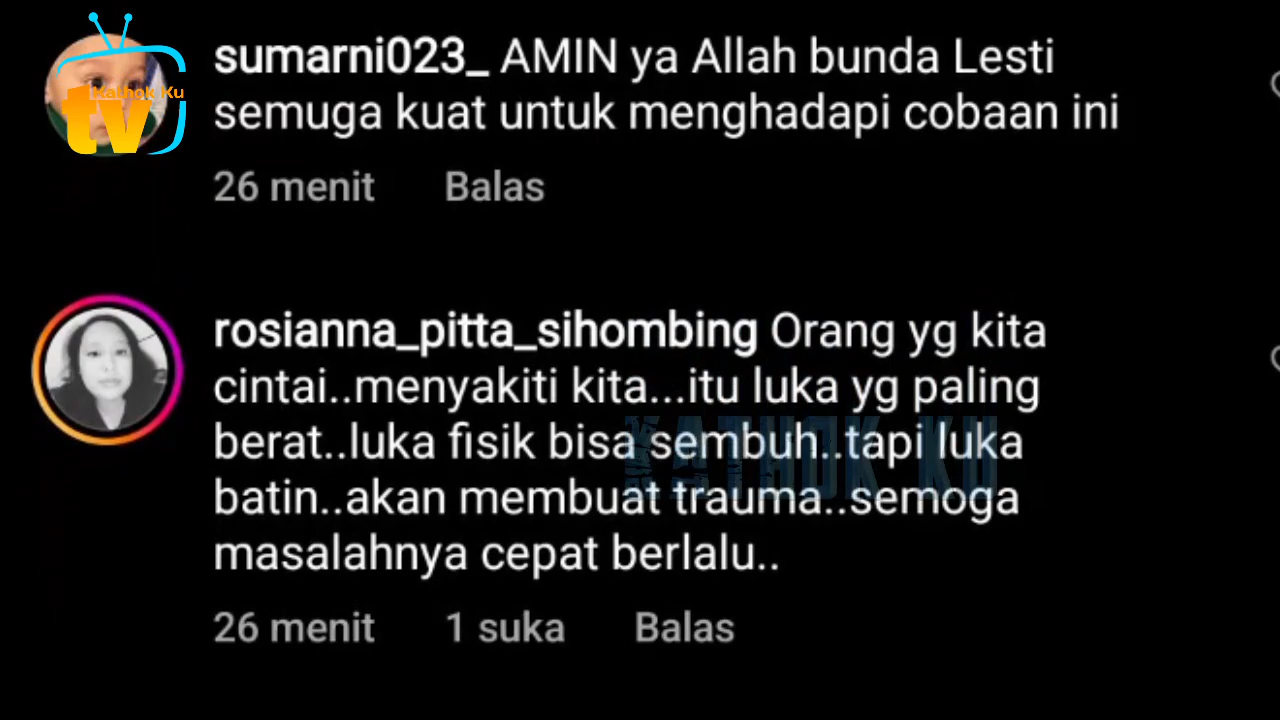 Kathok Ku
tv
sumarni023_ AMIN ya Allah bunda Lesti
semuga kuat untuk menghadapi cobaan ini
26 menit Balas
rosianna_pitta_sihombing Orang yg kita
cintai..menyakiti kita...itu luka yg paling
berat..luka fisik bisa sembuh..tapi luka
batin..akan membuat trauma..semoga
masalahnya cepat berlalu..
KATHOK KU
26 menit 1 suka Balas